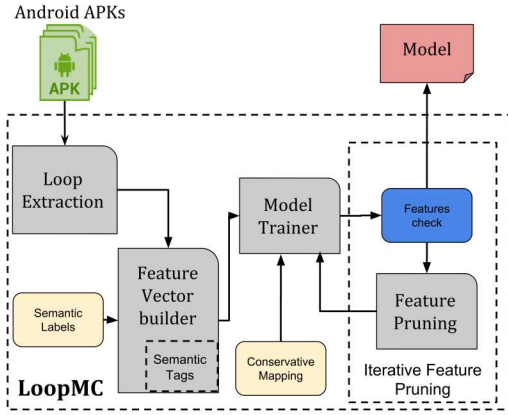 Android APKs
APK
Model
Loop
Extraction
Model
Trainer
Features
check
Feature
Vector
builder
Semantic
Labels
Feature
Pruning
Semantic
Tags
Conservative
Mapping
LoopMC
Iterative Feature
Pruning